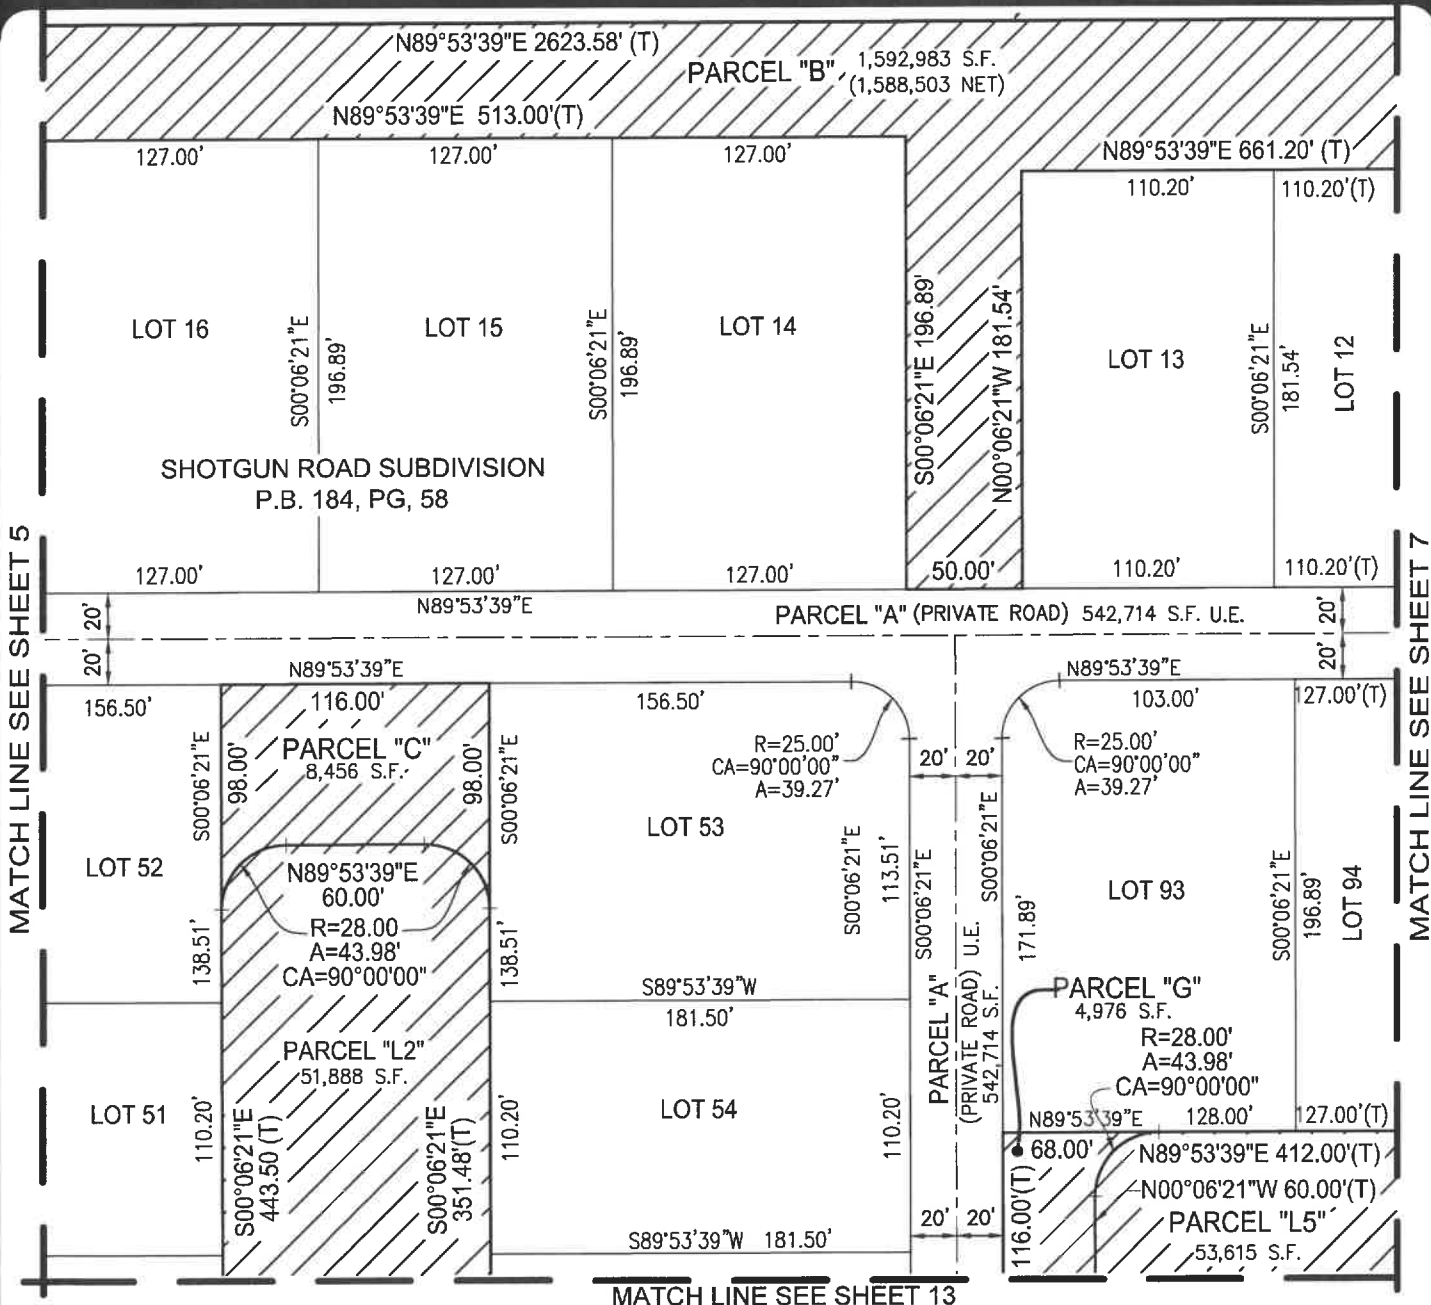 N89°53'39"E 2623.58' (T)
PARCEL "B"
1,592,983 S.F.
(1,588,503 NET)
N89°53'39"E 513.00'(T)
N89°53'39"E 661.20' (T)
127.00'
127.00'
127.00'
110.20'
110.20'(T)
LOT 16
S00°06'21"E
196.89'
LOT 15
S00°06'21"E
196.89'
LOT 14
S00°06'21"E 196.89'
N00°06'21"W 181.54'
LOT 13
S00°06'21"E
181.54'
LOT 12
SHOTGUN ROAD SUBDIVISION
P.B. 184, PG, 58
127.00'
127.00'
127.00'
50.00'
110.20'
110.20'(T)
MATCH LINE SEE SHEET 5
MATCH LINE SEE SHEET 7
20'
20'
N89°53'39"E
PARCEL "A" (PRIVATE ROAD) 542,714 S.F. U.E.
20'
20'
N89°53'39"E
N89°53'39"E
156.50'
116.00'
156.50'
103.00'
127.00'(T)
S00°06'21"E
98.00'
PARCEL "C"
8,456 S.F.
98.00'
S00°06'21"E
R=25.00'
CA=90°00'00"
A=39.27'
20'
20'
R=25.00'
CA=90°00'00"
A=39.27'
LOT 53
LOT 52
N89°53'39"E
60.00'
R=28.00
A=43.98'
CA=90°00'00"
138.51'
138.51'
S00°06'21"E
113.51'
S00°06'21"E
S00°06'21"E
171.89'
LOT 93
S00°06'21"E
196.89'
LOT 94
S89°53'39"W
181.50'
PARCEL "A"
(PRIVATE ROAD) U.E.
542,714 S.F.
PARCEL "G"
4,976 S.F.
R=28.00'
A=43.98'
CA=90°00'00"
PARCEL "L2"
51,888 S.F.
LOT 51
110.20'
S00°06'21"E
443.50 (T)
S00°06'21"E
351.48'(T)
110.20'
LOT 54
110.20'
N89°53'39"E
128.00'
127.00'(T)
68.00'
N89°53'39"E 412.00'(T)
N00°06'21"W 60.00'(T)
116.00'(T)
PARCEL "L5"
53,615 S.F.
20'
20'
S89°53'39"W 181.50'
MATCH LINE SEE SHEET 13